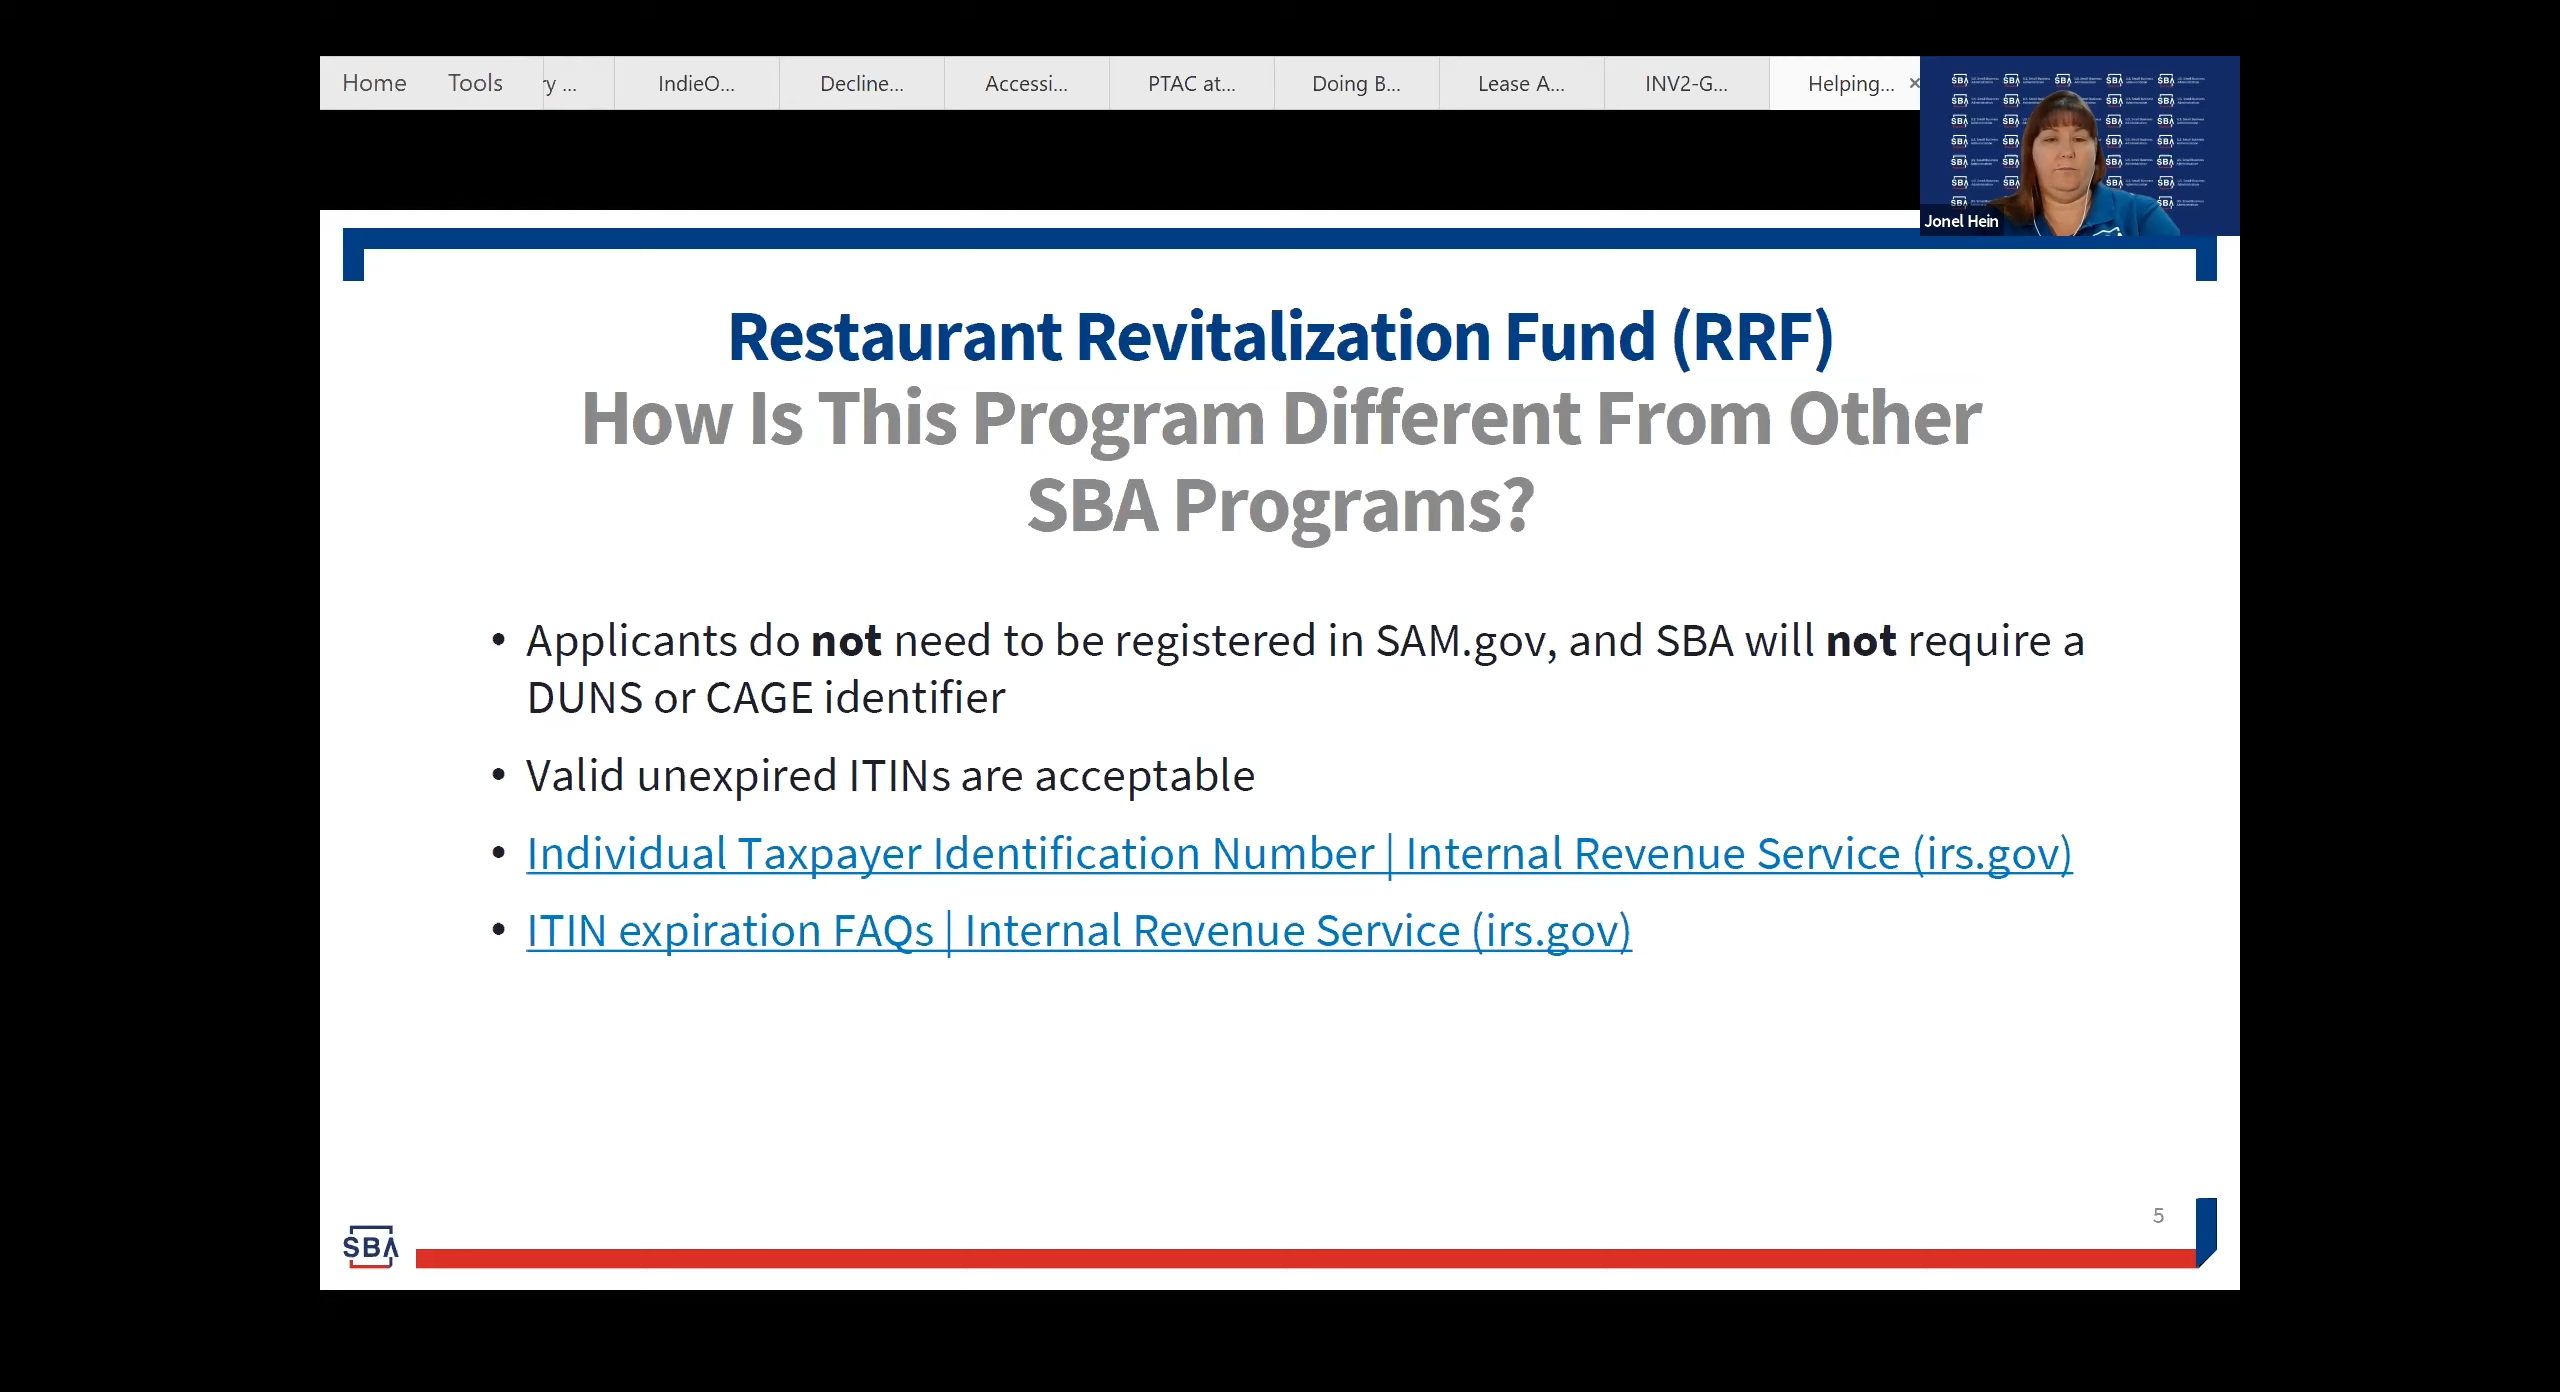 Home Tools ry ... IndieO... Decline... Accessi... PTAC at... Doing B... Lease A... INV2-G... Helping... ×
Jonel Hein
Restaurant Revitalization Fund (RRF)
How Is This Program Different From Other
SBA Programs?
• Applicants do not need to be registered in SAM.gov, and SBA will not require a
DUNS or CAGE identifier
• Valid unexpired ITINs are acceptable
• Individual Taxpayer Identification Number | Internal Revenue Service (irs.gov)
• ITIN expiration FAQs | Internal Revenue Service (irs.gov)
5
SBA